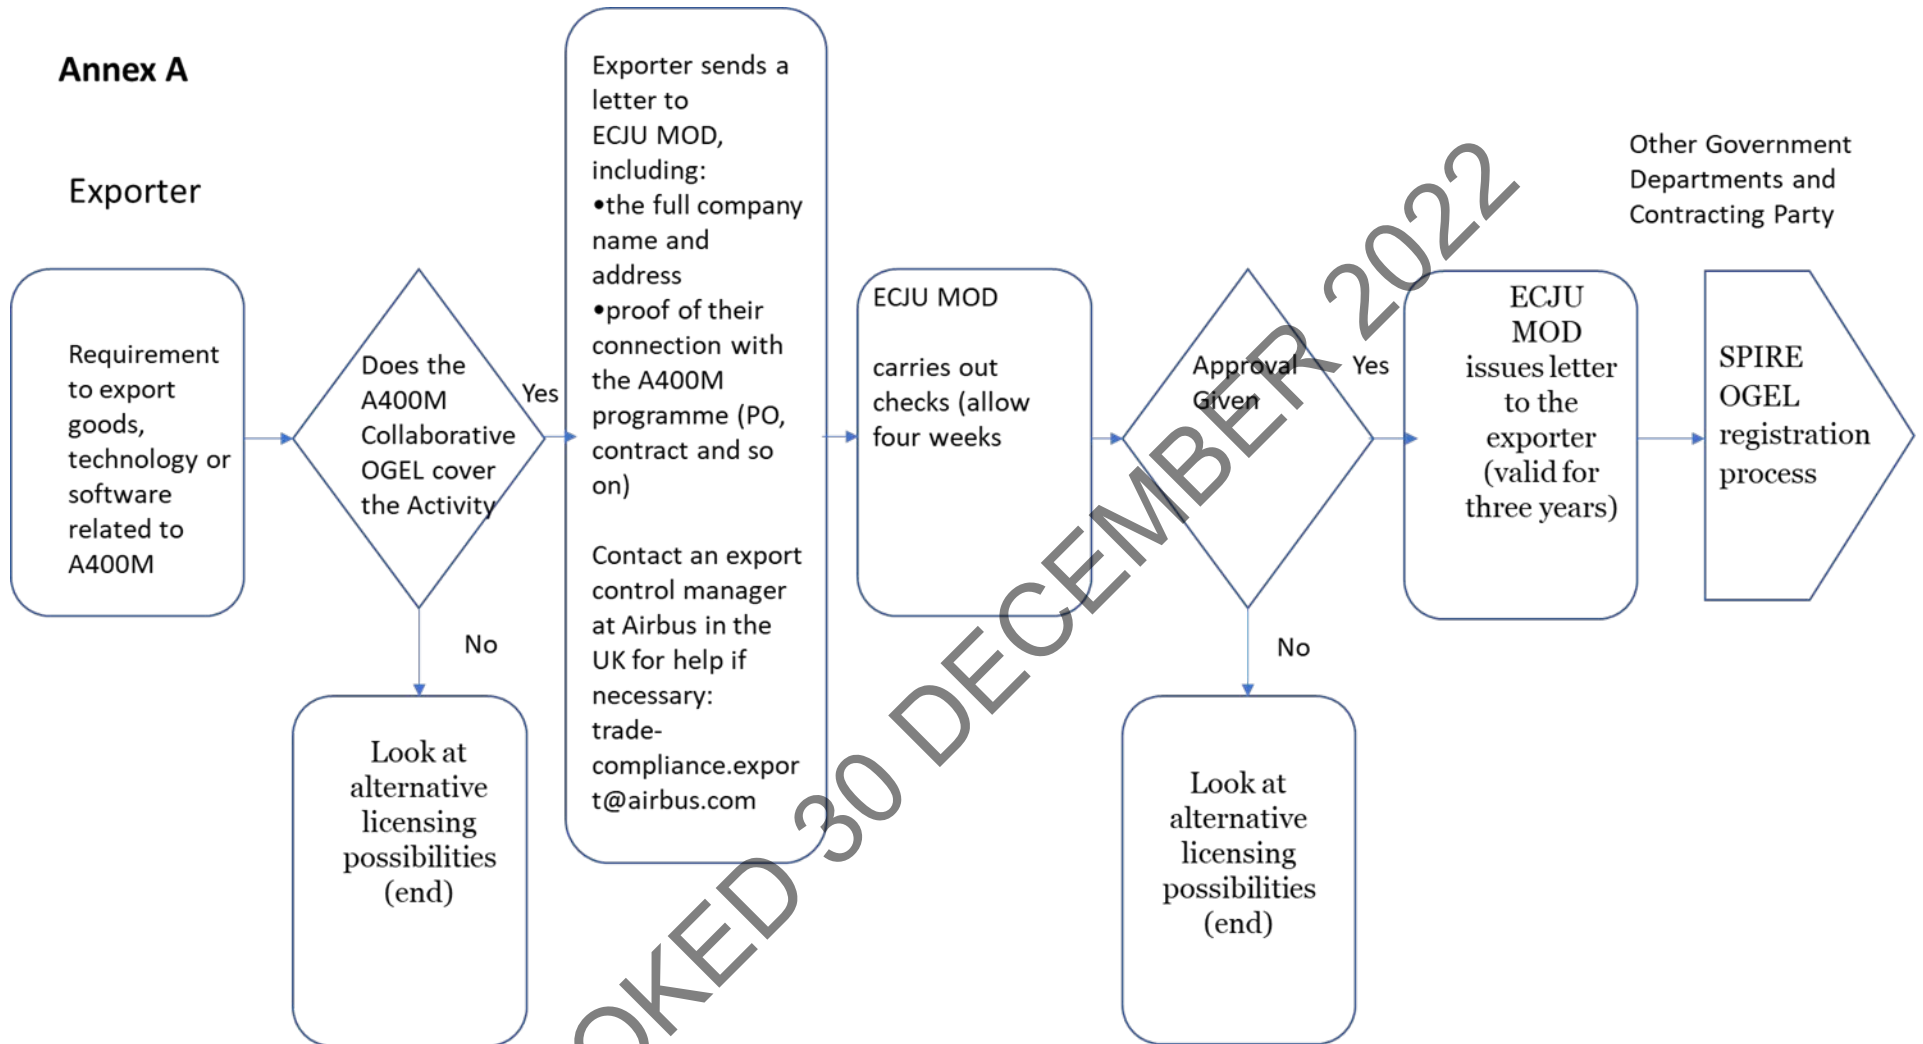 Annex A
Exporter
Requirement
to export
goods,
technology or
software
related to
A400M
Does the
A400M
Collaborative
OGEL cover
the Activity
Yes
No
Look at
alternative
licensing
possibilities
(end)
Exporter sends a
letter to
ECJU MOD,
including:
•the full company
name and
address
•proof of their
connection with
the A400M
programme (PO,
contract and so
on)
Contact an export
control manager
at Airbus in the
UK for help if
necessary:
trade-
compliance.expor
t@airbus.com
ECJU MOD
carries out
checks (allow
four weeks
Approval
Given
Yes
No
Look at
alternative
licensing
possibilities
(end)
ECJU
MOD
issues letter
to the
exporter
(valid for
three years)
Other Government
Departments and
Contracting Party
SPIRE
OGEL
registration
process
OKED 30 DECEMBER 2022